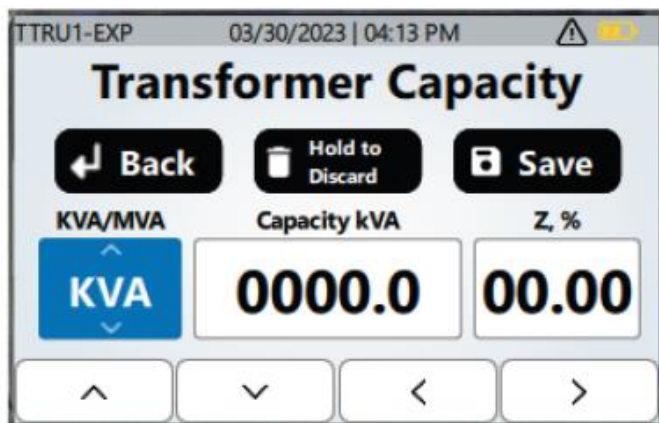 TTRU1-EXP 03/30/2023 | 04:13 PM
Transformer Capacity
Back Hold to Discard Save
KVA/MVA Capacity kVA Z, %
KVA 0000.0 00.00